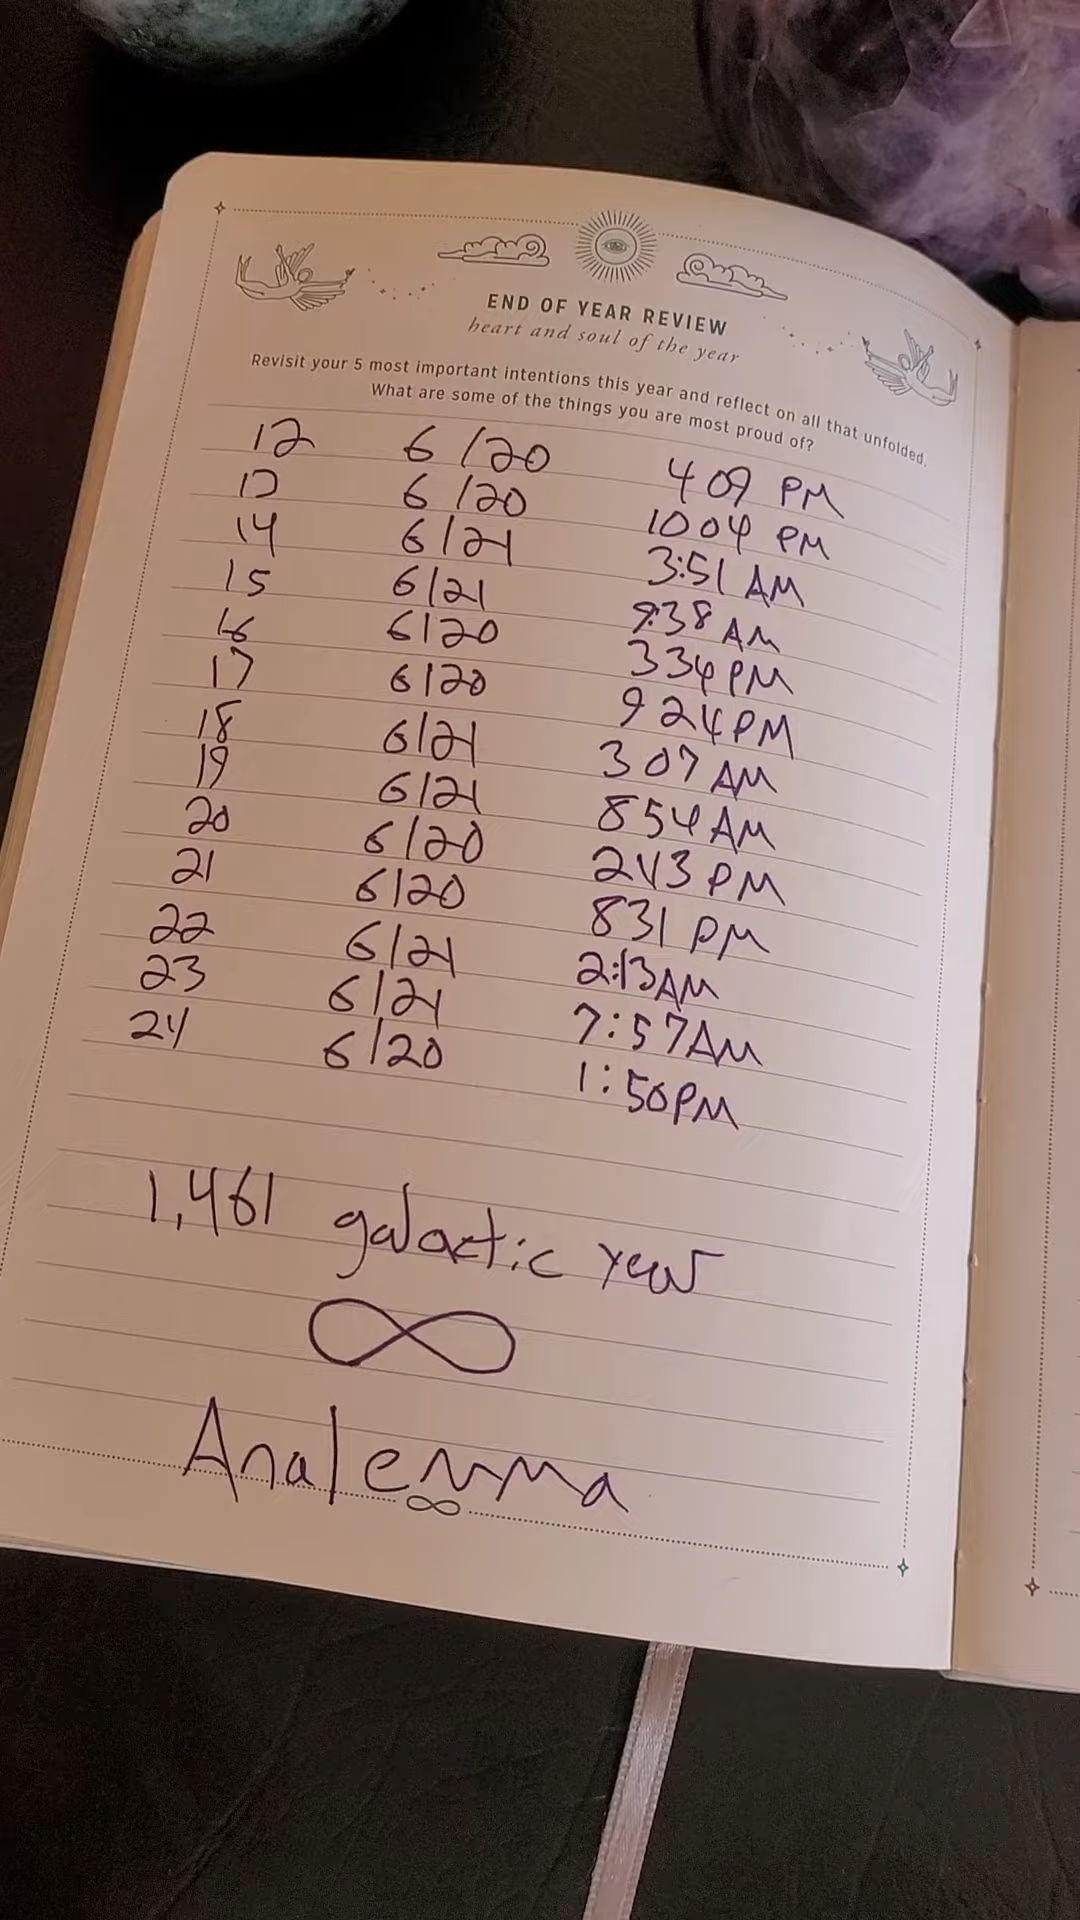 END OF YEAR REVIEW
heart and soul of the year
Revisit your 5 most important intentions this year and reflect on all that unfolded.
What are some of the things you are most proud of?
12 6/20 4 09 PM
13 6/20 10 04 PM
14 6/21 3:51 AM
15 6/21 9:38 AM
16 6/20 3 34 PM
17 6/20 9 24 PM
18 6/21 3 07 AM
19 6/21 8 54 AM
20 6/20 2 43 PM
21 6/20 8 31 PM
22 6/21 2:13 AM
23 6/21 7:57 AM
24 6/20 1:50 PM
1,461 galactic year
∞
Analemma
∞